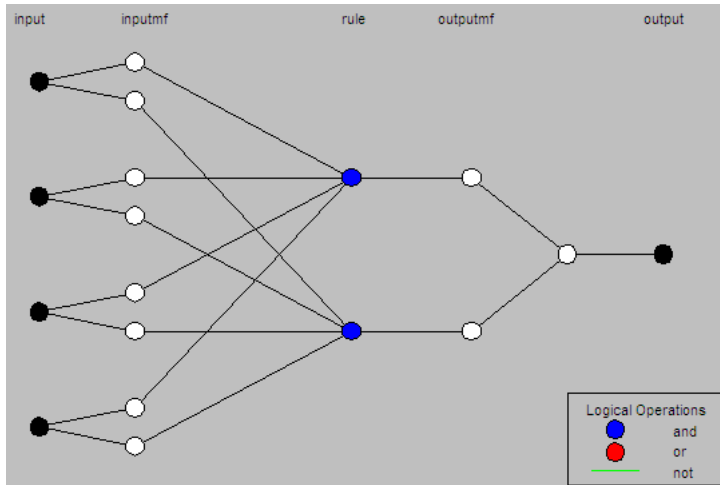 input inputmf rule outputmf output
Logical Operations
and
or
not